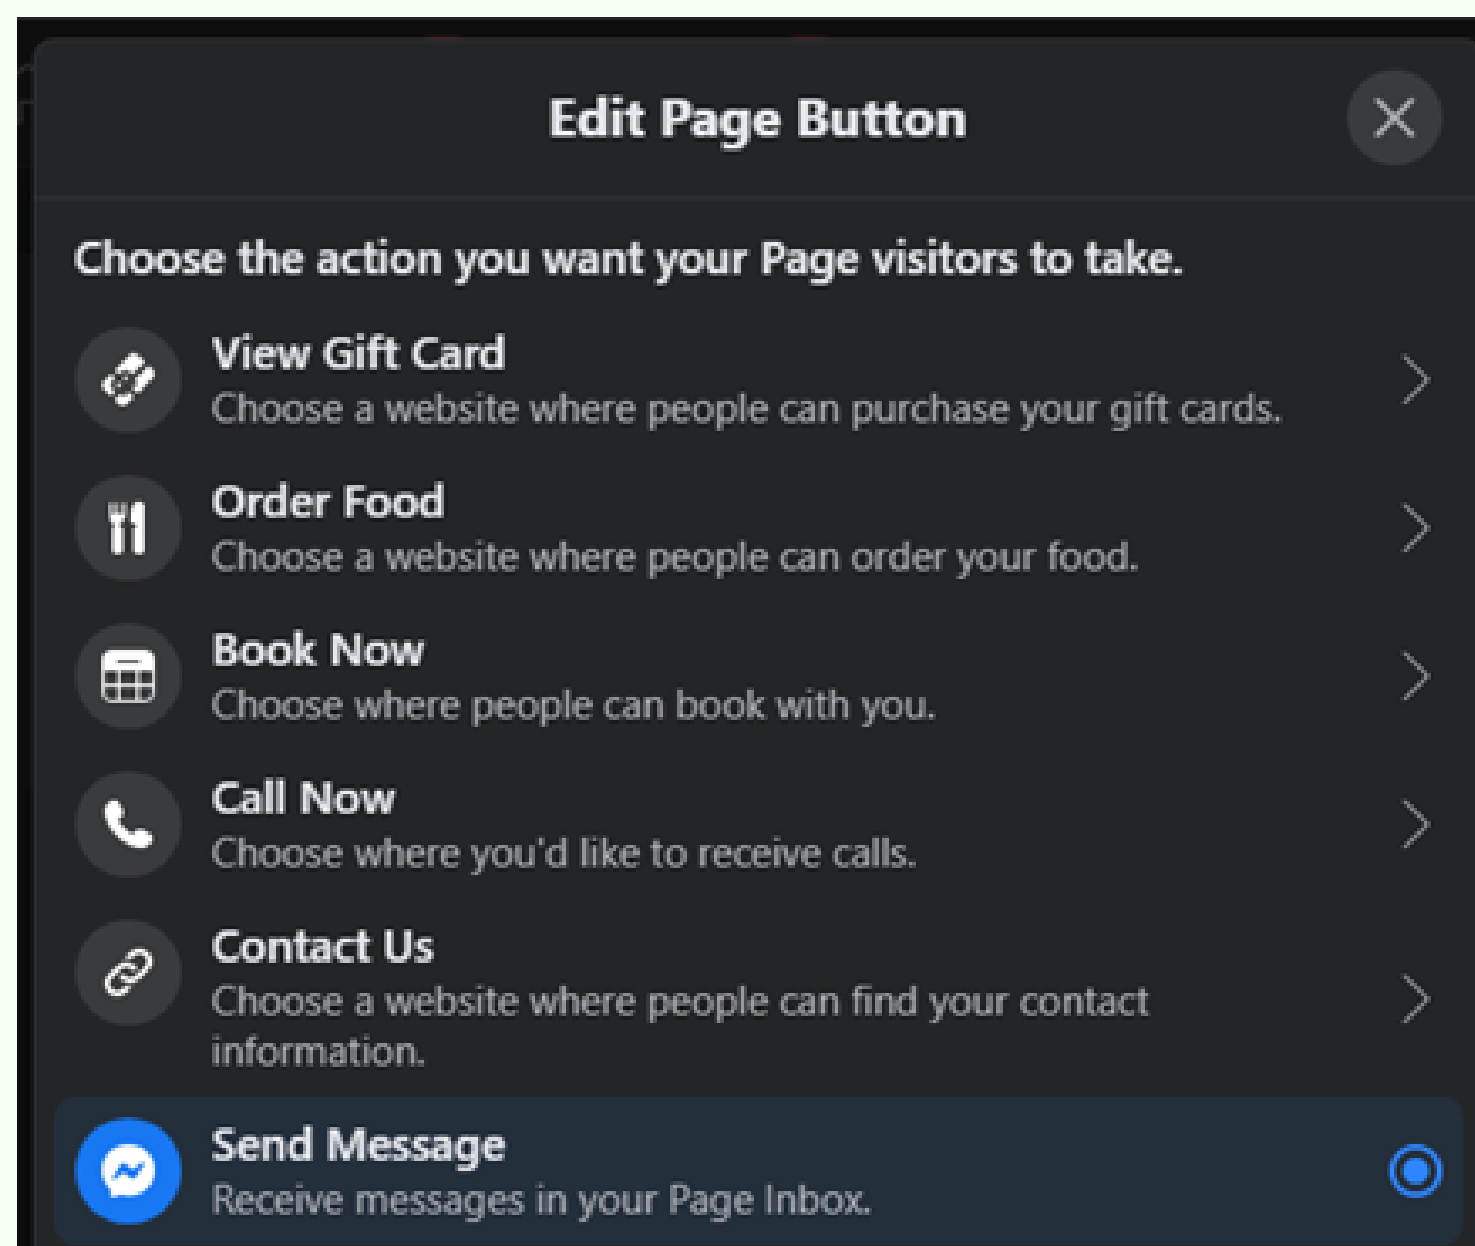 Edit Page Button
Choose the action you want your Page visitors to take.
View Gift Card
Choose a website where people can purchase your gift cards.
Order Food
Choose a website where people can order your food.
Book Now
Choose where people can book with you.
Call Now
Choose where you'd like to receive calls.
Contact Us
Choose a website where people can find your contact
information.
Send Message
Receive messages in your Page Inbox.